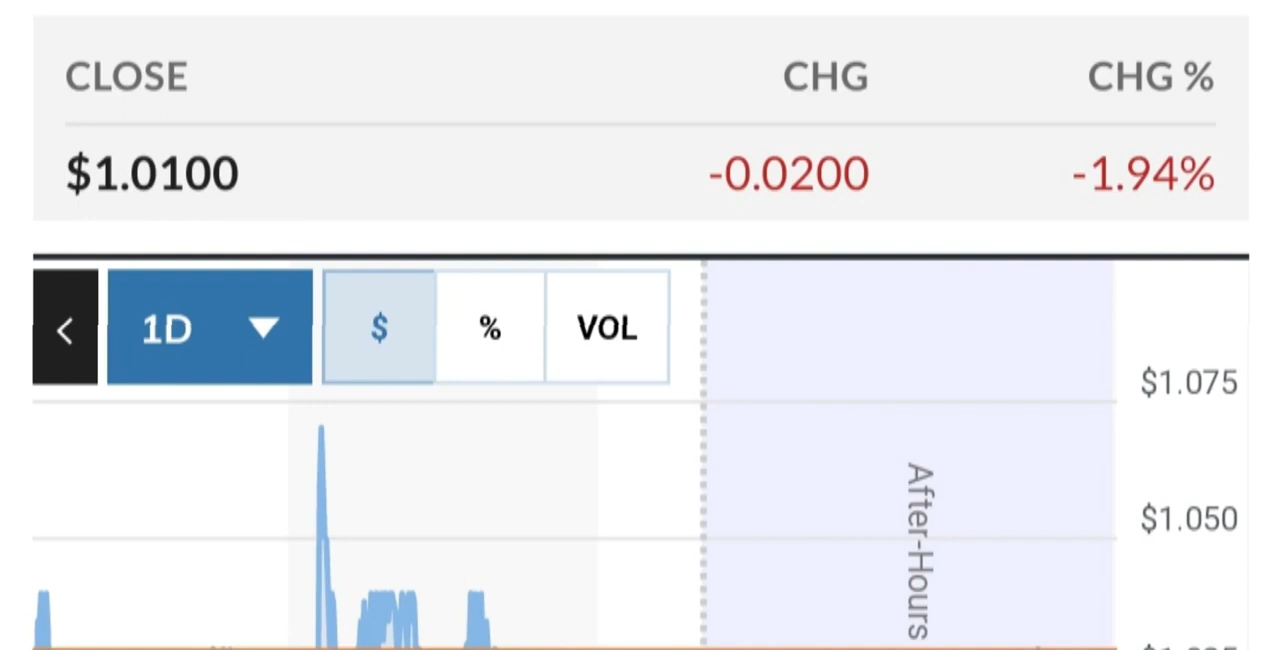 CLOSE CHG CHG %
$1.0100 -0.0200 -1.94%
1D $ % VOL
$1.075
$1.050
After-Hours